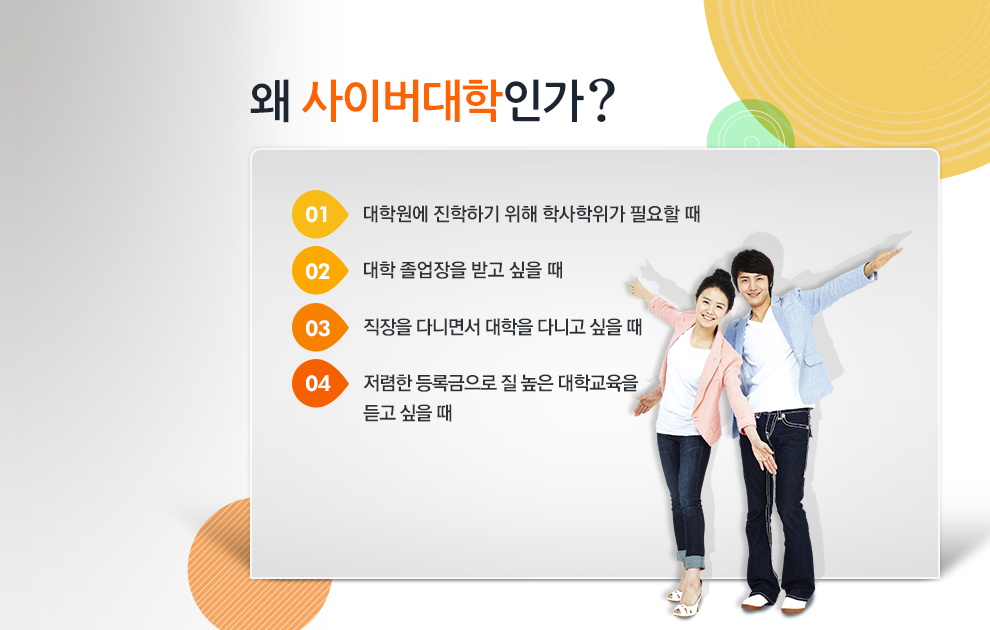 왜 사이버대학인가?
01 대학원에 진학하기 위해 학사학위가 필요할 때
02 대학 졸업장을 받고 싶을 때
03 직장을 다니면서 대학을 다니고 싶을 때
04 저렴한 등록금으로 질 높은 대학교육을
듣고 싶을 때